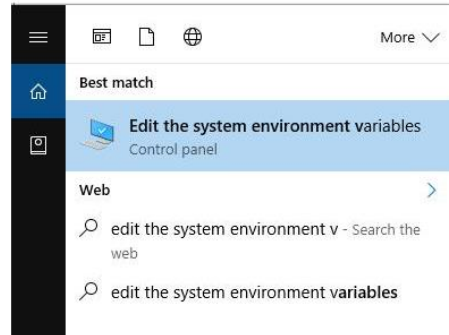 More
Best match
Edit the system environment variables
Control panel
Web
edit the system environment v - Search the
web
edit the system environment variables